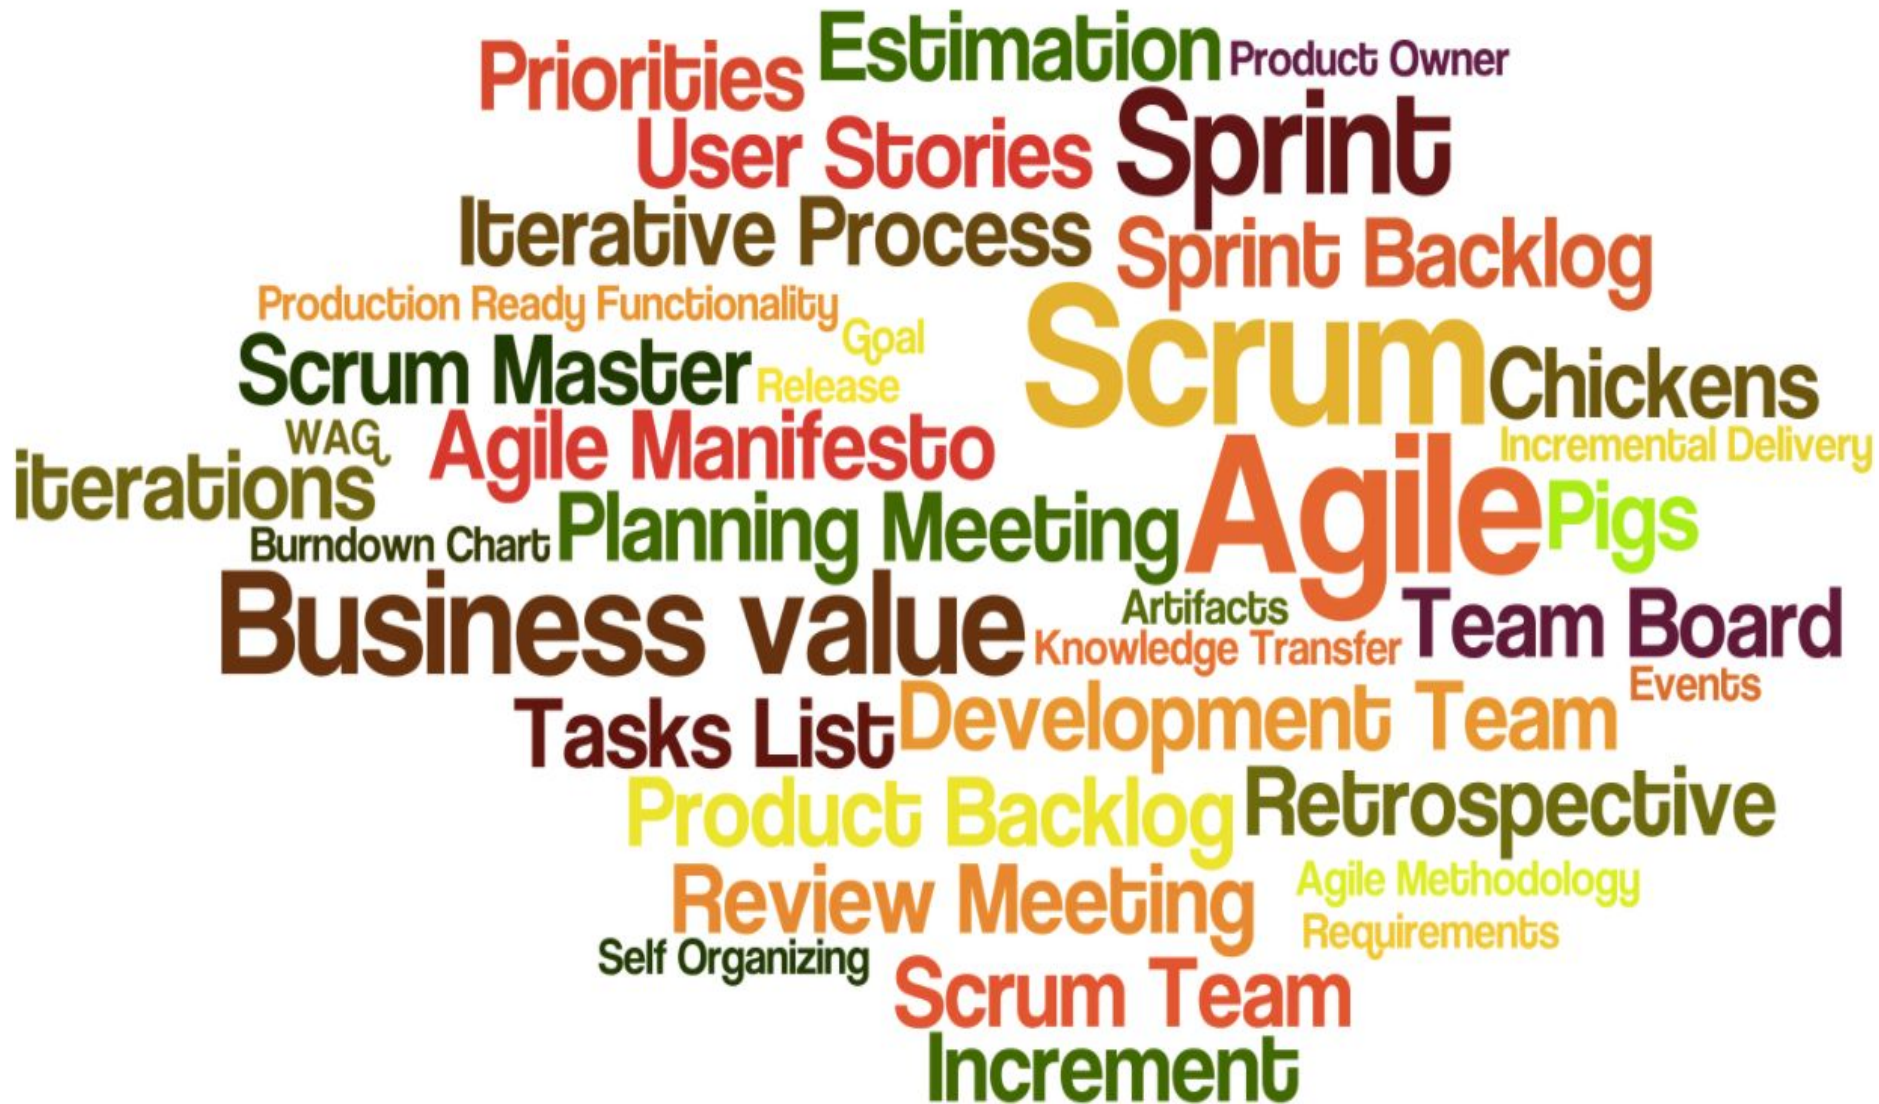 Estimation
Priorities
Product Owner
User Stories
Sprint
Iterative Process
Sprint Backlog
Production Ready Functionality
Goal
Scrum
Scrum Master
Release
Chickens
WAG
Agile Manifesto
Incremental Delivery
iterations
Agile
Pigs
Burndown Chart
Planning Meeting
Business value
Artifacts
Team Board
Knowledge Transfer
Events
Tasks List
Development Team
Product Backlog
Retrospective
Review Meeting
Agile Methodology
Requirements
Self Organizing
Scrum Team
Increment